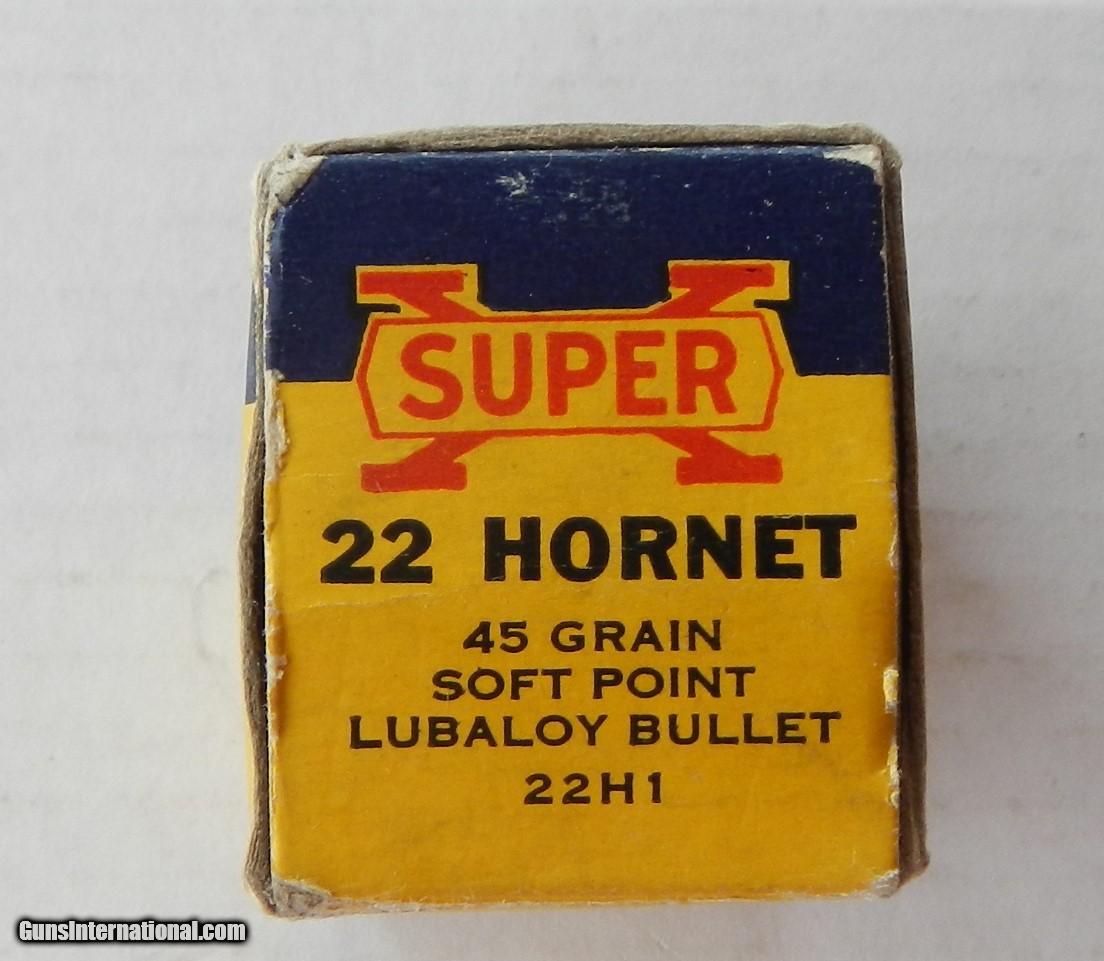 SUPER X
22 HORNET
45 GRAIN
SOFT POINT
LUBALOY BULLET
22H1
GunsInternational.com